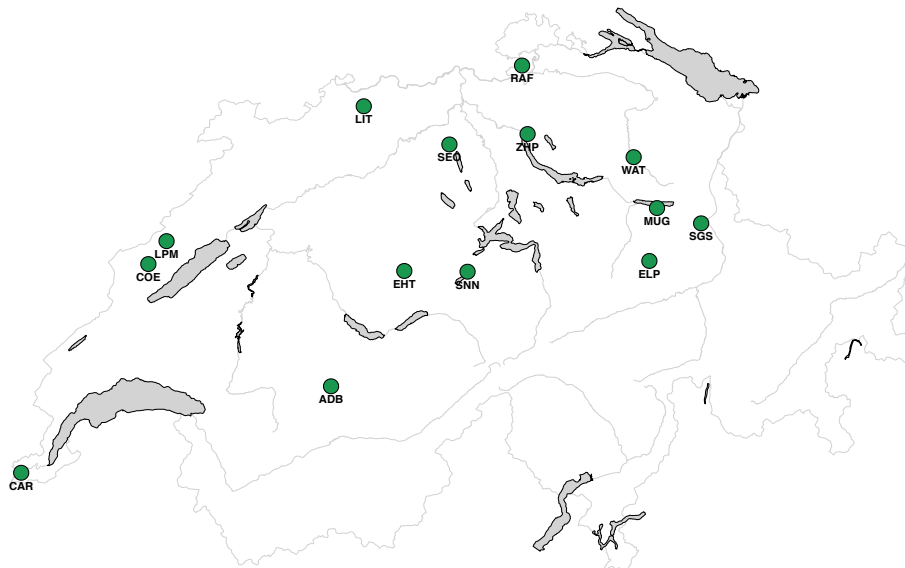 RAF
LIT
ZHP
SEO
WAT
MUG
SGS
LPM
COE
ELP
EHT
SNN
ADB
CAR